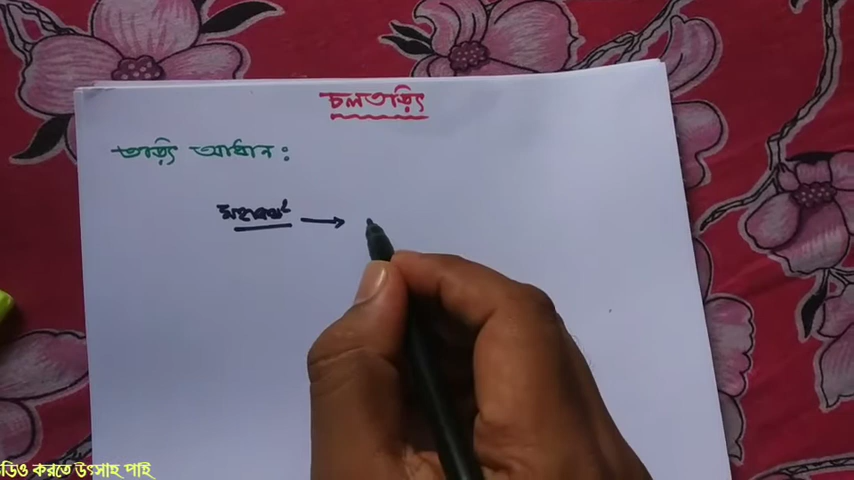 চলতড়িৎ
তড়িৎ আধান :
মহাকর্ষ →
ডিও করতে উৎসাহ পাই